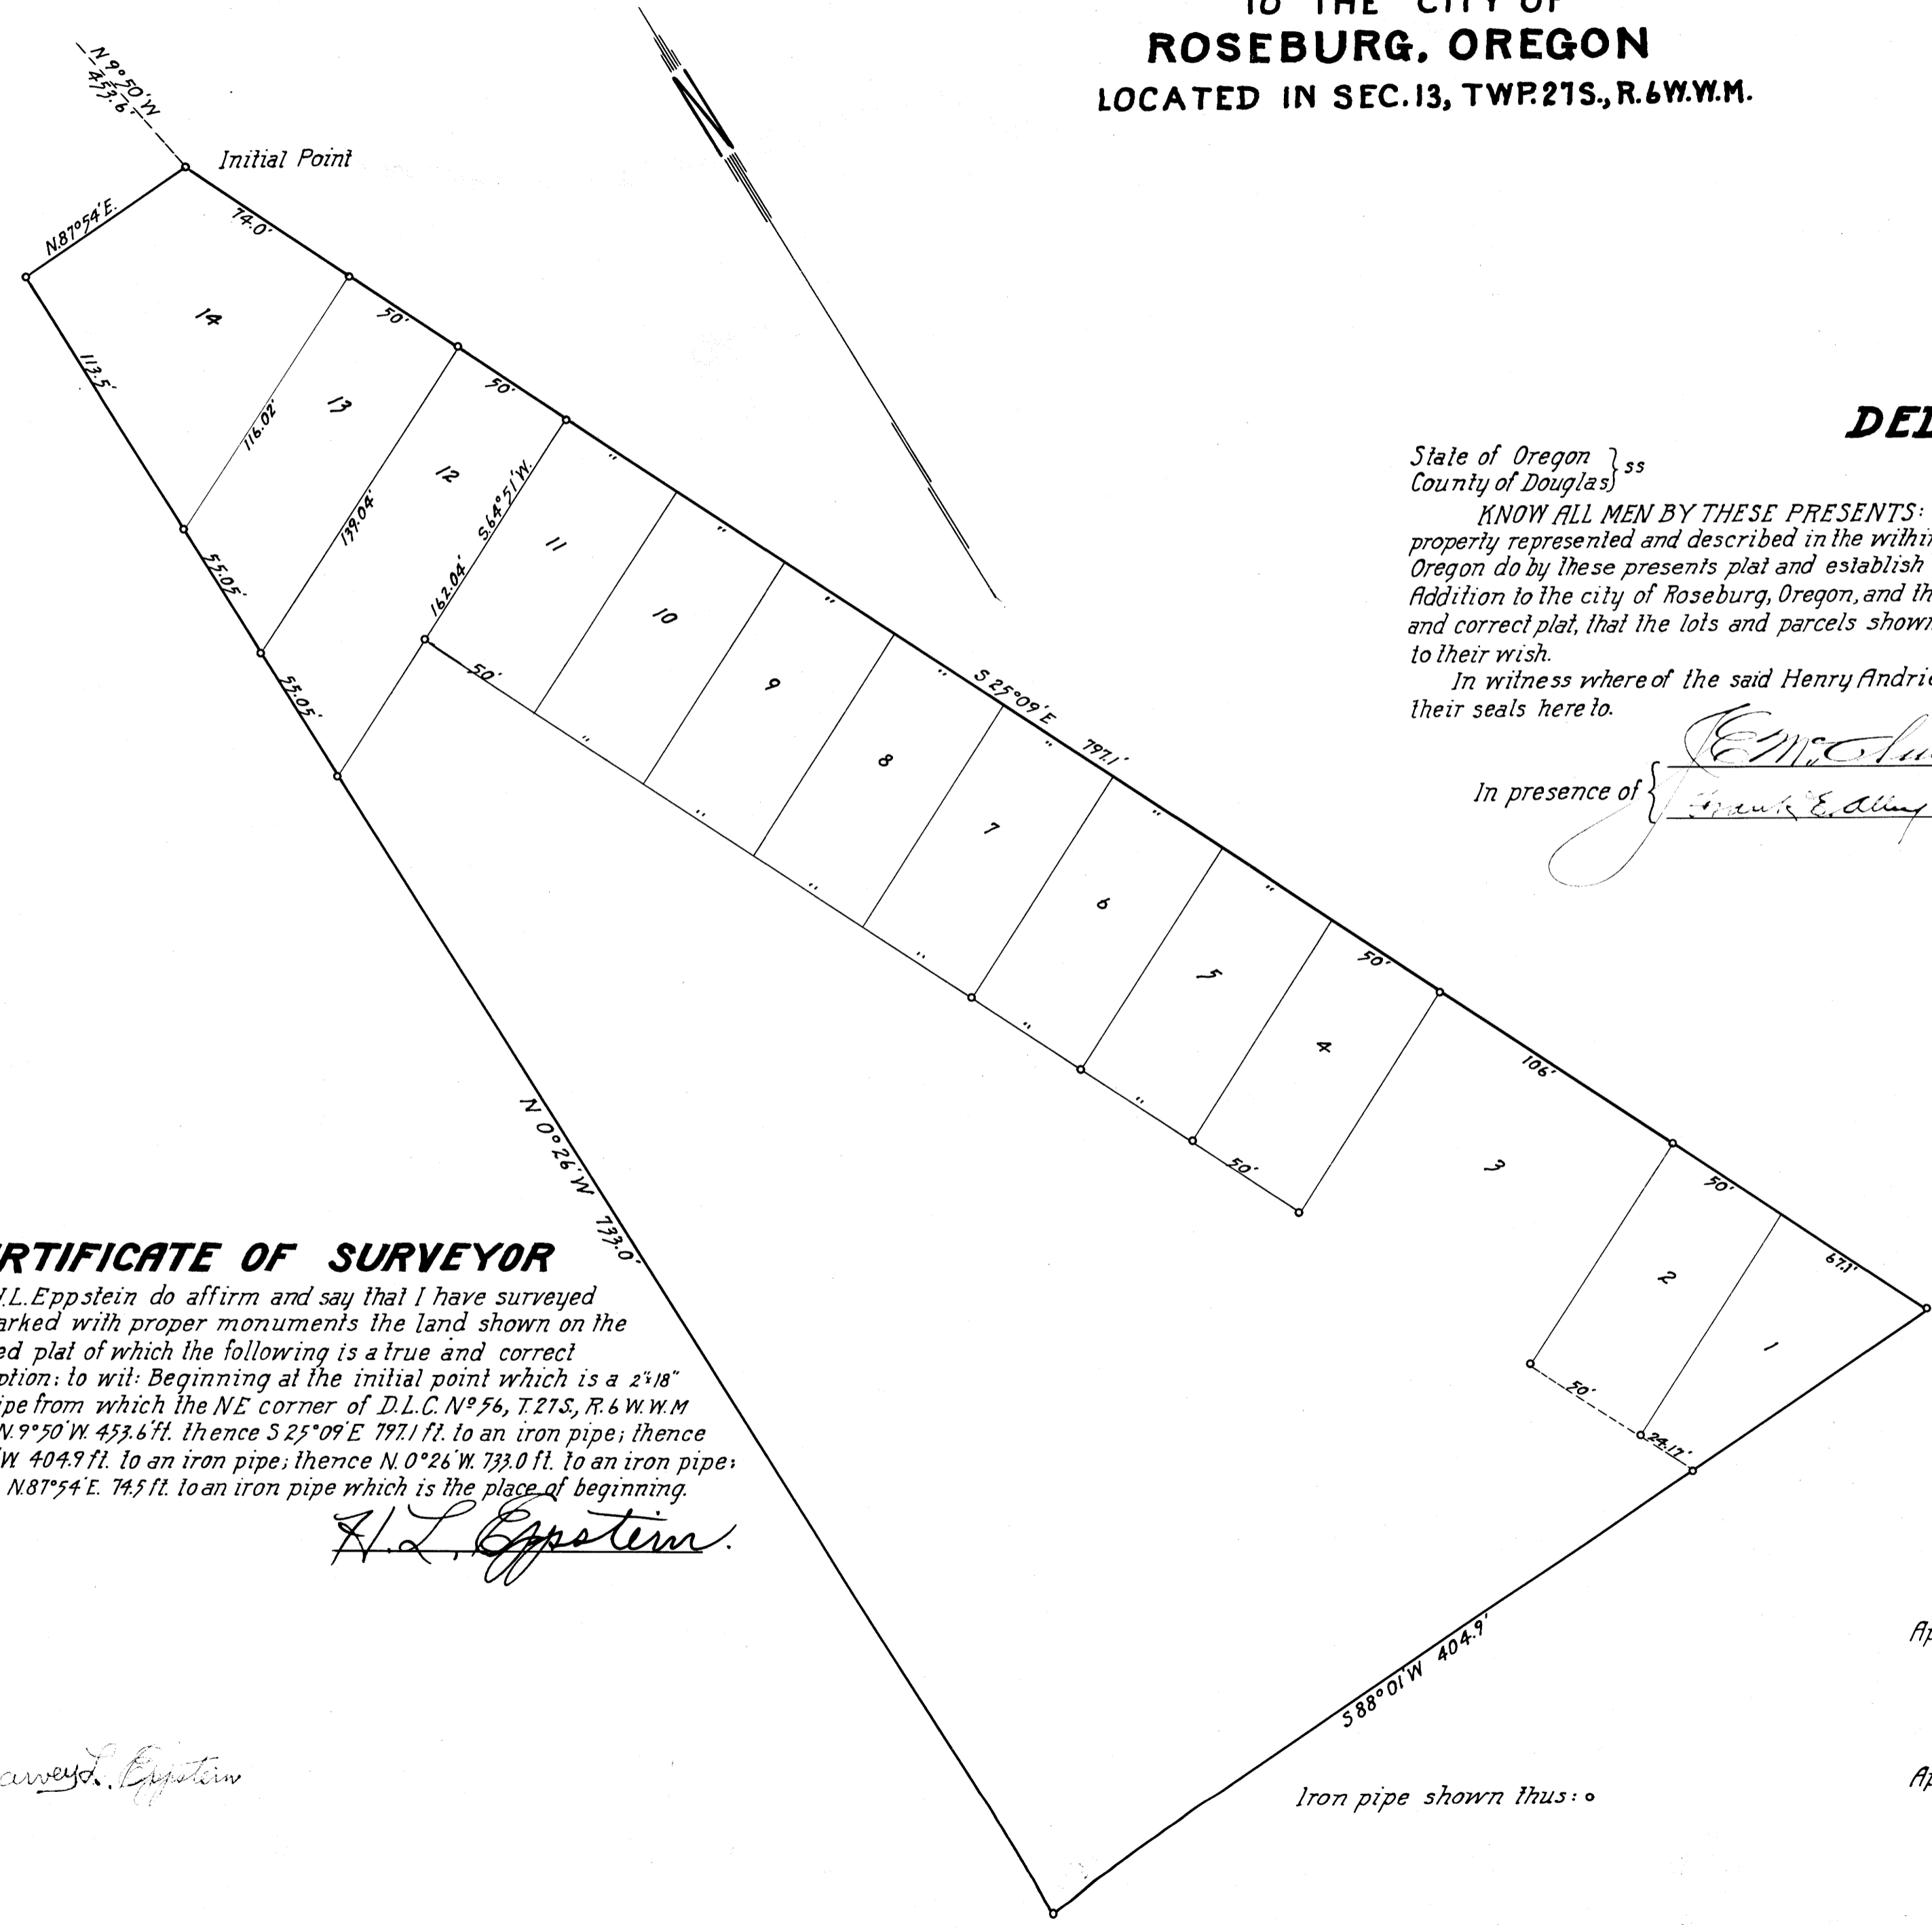 TO THE CITY OF
ROSEBURG, OREGON
LOCATED IN SEC.13, TWP.27S., R.6W.W.M.
N 9°50'W
453.6'
Initial Point
N.87°54'E.
74.0'
50'
50'
113.5'
14
13
116.02'
12
139.04'
S.64°51'W.
162.04'
11
"
10
"
9
"
8
"
S 25°09'E
797.1'
"
7
"
6
"
5
50'
4
106'
3
50'
2
67.1'
1
55.05'
55.05'
50'
"
"
"
"
"
"
50'
50'
24.17'
N 0°26'W
733.0'
S 88°01'W 404.9'
Iron pipe shown thus:
State of Oregon } ss
County of Douglas
KNOW ALL MEN BY THESE PRESENTS:
property represented and described in the
Oregon do by these presents plat and establish
Addition to the city of Roseburg, Oregon, and
and correct plat, that the lots and parcels
to their wish.
In witness where of the said Henry
their seals here to.
In presence of {
OF SURVEYOR
L. Eppstein do affirm and say that I have surveyed
with proper monuments the land shown on the
plat of which the following is a true and correct
to wit: Beginning at the initial point which is a 2"x18"
from which the NE corner of D.L.C. Nº 56, T.27S., R.6 W.W.M
N.9°50'W. 453.6'ft. thence S 25°09'E 797.1 ft. to an iron pipe; thence
W 404.9 ft. to an iron pipe; thence N. 0°26'W. 733.0 ft. to an iron pipe:
N.87°54'E. 74.5 ft. to an iron pipe which is the place of beginning.
H. L. Eppstein.
L. Eppstein